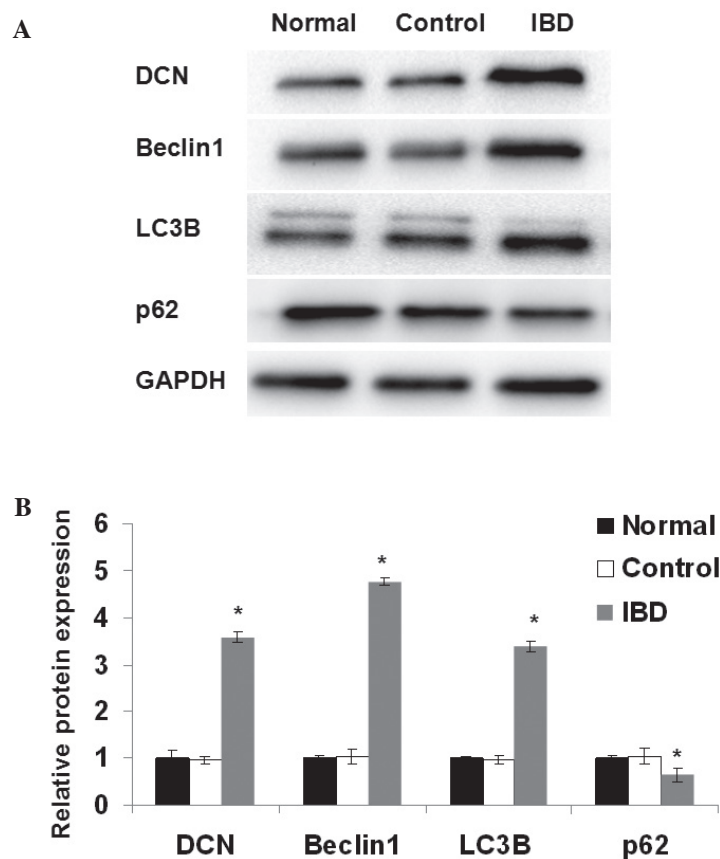 A
Normal Control IBD
DCN
Beclin1
LC3B
p62
GAPDH
B
Relative protein expression
6
5
4
3
2
1
0
* * * *
Normal
Control
IBD
DCN Beclin1 LC3B p62